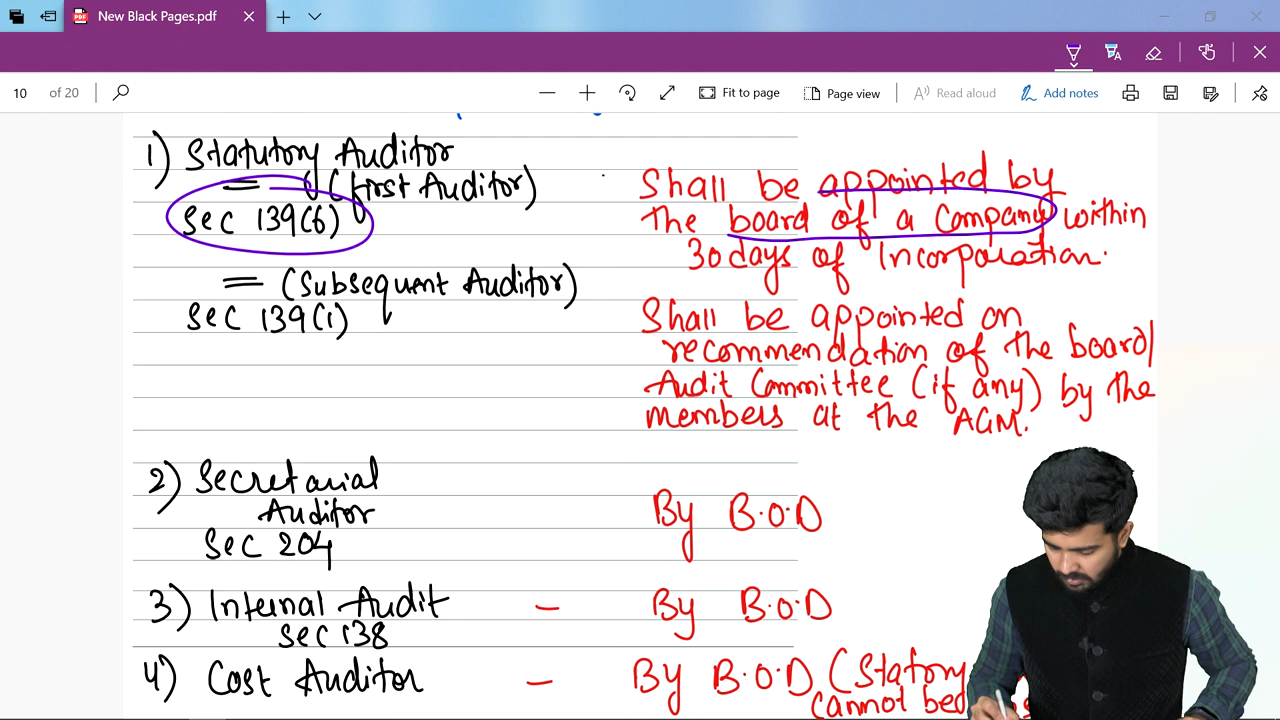 New Black Pages.pdf
10 of 20
Fit to page
Page view
Read aloud
Add notes
1) Statutory Auditor
= (first Auditor)
Sec 139(6)
Shall be appointed by
the board of a Company within
30 days of Incorporation.
= (Subsequent Auditor)
Sec 139(1)
Shall be appointed on
recommendation of the board/
Audit Committee (if any) by the
members at the AGM.
2) Secretarial
Auditor
Sec 204
By B.O.D
3) Internal Audit - By B.O.D
Sec 138
4) Cost Auditor - By B.O.D (Statory
cannot be